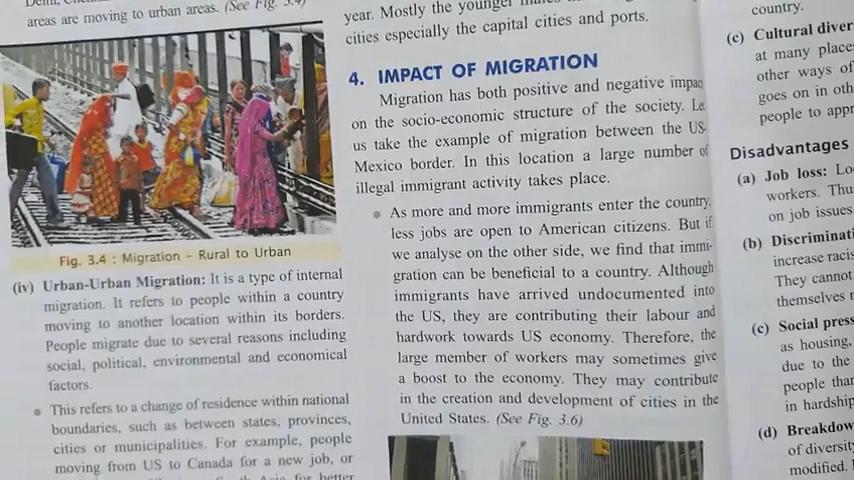 areas are moving to urban areas. (See Fig. 3.4)
Fig. 3.4 : Migration – Rural to Urban
(iv) Urban-Urban Migration: It is a type of internal
migration. It refers to people within a country
moving to another location within its borders.
People migrate due to several reasons including
social, political, environmental and economical
factors.
• This refers to a change of residence within national
boundaries, such as between states, provinces,
cities or municipalities. For example, people
moving from US to Canada for a new job, or
for better
year. Mostly the younger
cities especially the capital cities and ports.
4. IMPACT OF MIGRATION
Migration has both positive and negative
on the socio-economic structure of the society.
us take the example of migration between the US-
Mexico border. In this location a large number of
illegal immigrant activity takes place.
• As more and more immigrants enter the country,
less jobs are open to American citizens. But if
we analyse on the other side, we find that immi-
gration can be beneficial to a country. Although
immigrants have arrived undocumented into
the US, they are contributing their labour and
hardwork towards US economy. Therefore, the
large member of workers may sometimes give
a boost to the economy. They may contribute
in the creation and development of cities in the
United States. (See Fig. 3.6)
country.
(c) Cultural
at many
other ways of
goes on in
people to
Disadvantages
(a) Job loss:
workers.
on job issues
(b)
increase
They cannot
themselves
(c) Social
as housing,
due to the
people
in
(d)
of
modified.